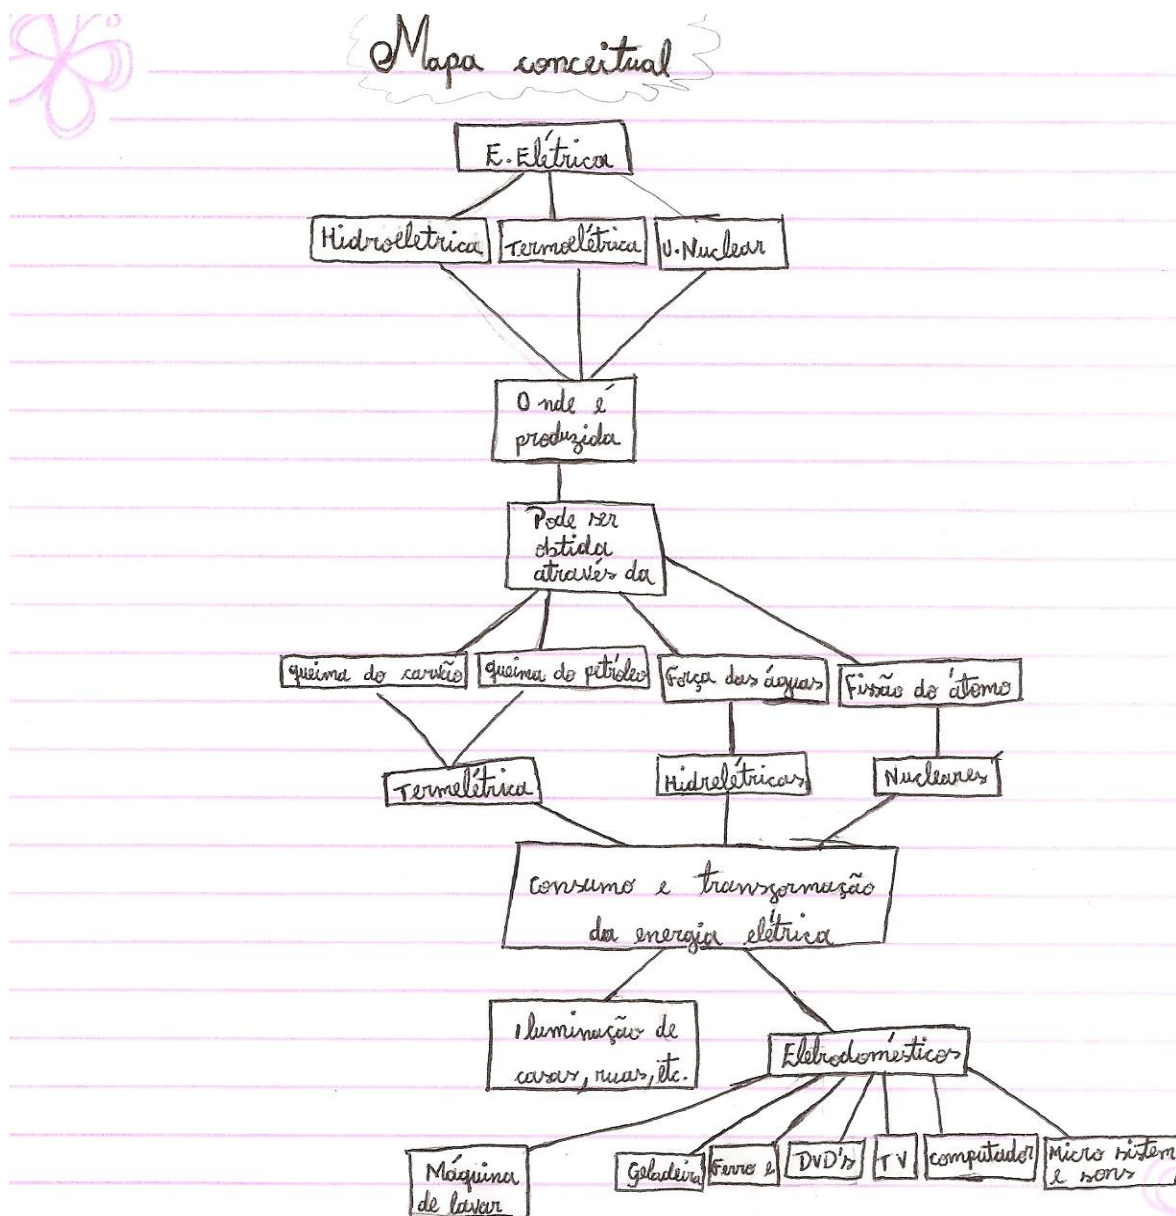 Mapa conceitual
E. Elétrica
Hidroéletrica
Termoelétrica
U. Nuclear
Onde é
produzida
Pode ser
obtida
através da
queima do carvão
queima do petróleo
Força das águas
Fissão do átomo
Termelétrica
Hidrelétricas
Nucleares
Consumo e transformação
da energia elétrica
Iluminação de
casas, ruas, etc.
Eletrodomésticos
Máquina
de lavar
Geladeira
Ferro e
DVD's
TV
computador
Micro sistem
e sons